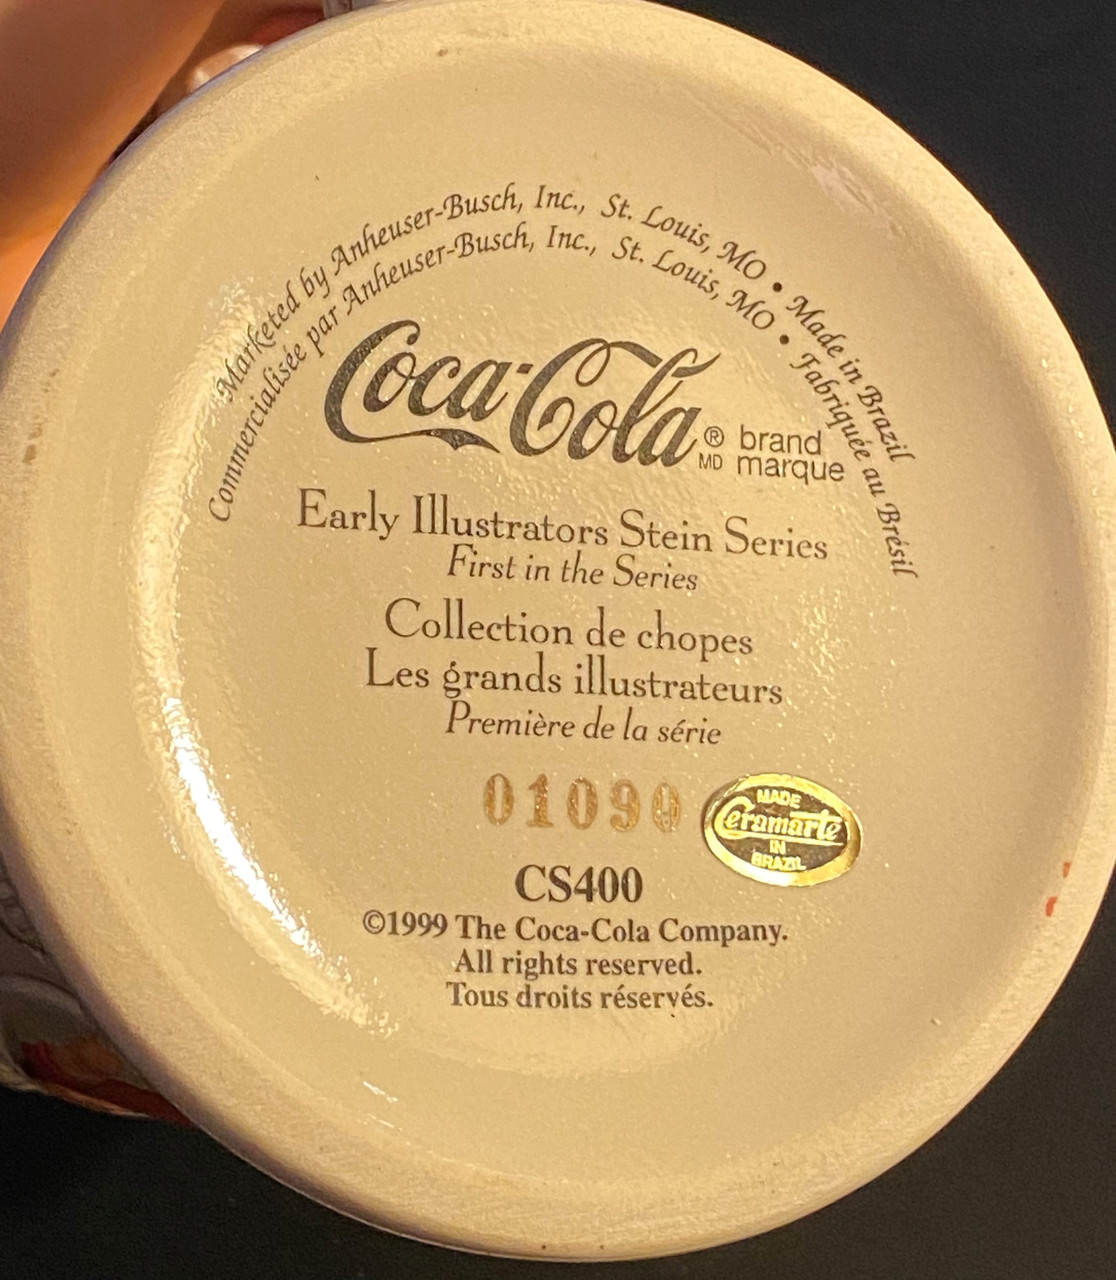 Marketed by Anheuser-Busch, Inc., St. Louis, MO • Made in Brazil
Commercialisée par Anheuser-Busch, Inc., St. Louis, MO • Fabriquée au Brésil
Coca-Cola ® brand
MD marque
Early Illustrators Stein Series
First in the Series
Collection de chopes
Les grands illustrateurs
Première de la série
01090
MADE
Ceramarte
IN
BRAZIL
CS400
©1999 The Coca-Cola Company.
All rights reserved.
Tous droits réservés.